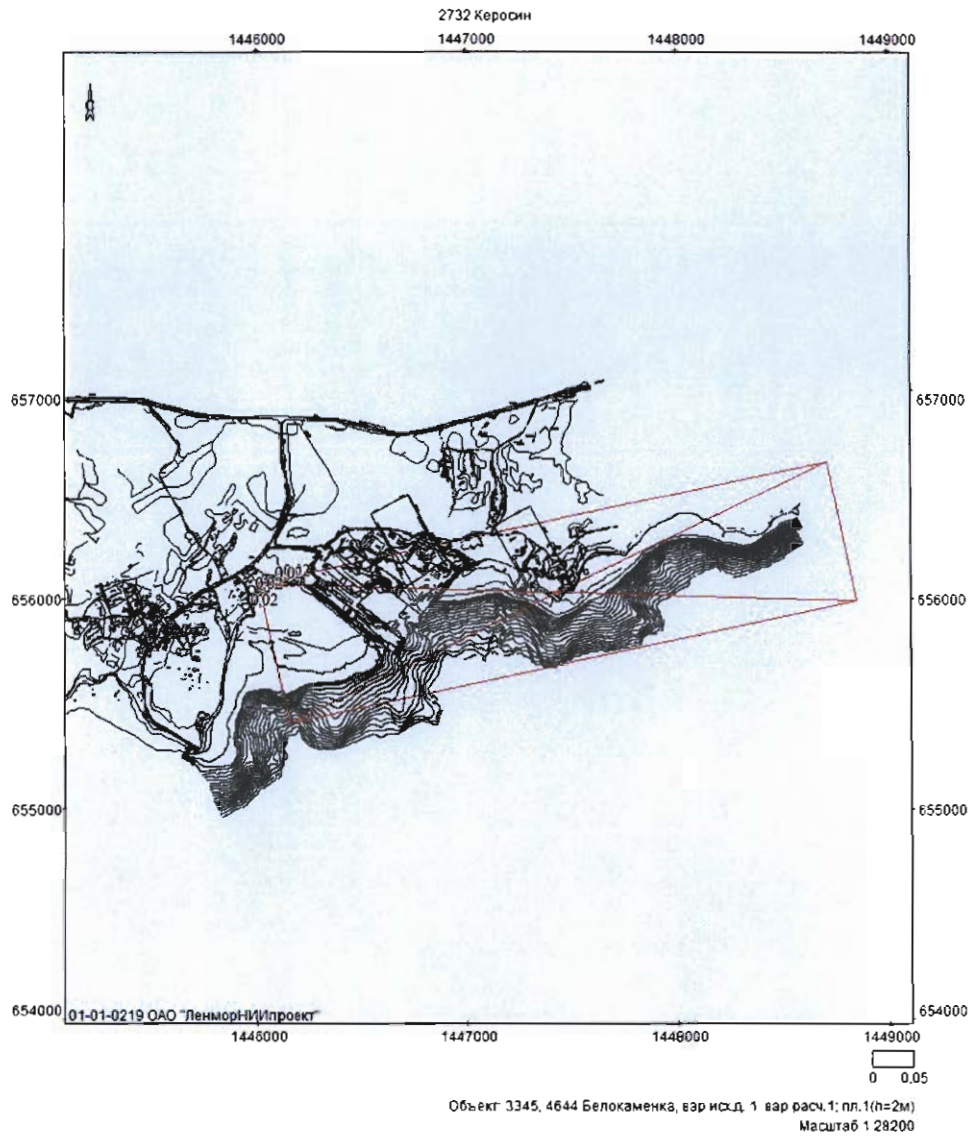 2732 Керосин
1446000 1447000 1448000 1449000
657000 657000
656000 656000
655000 655000
654000 654000
01-01-0219 ОАО "ЛенморНИИпроект"
1446000 1447000 1448000 1449000
0 0,05
Объект: 3345, 4644 Белокаменка, вар исх.д. 1 вар расч.1; пл.1(h=2м)
Масштаб 1 28200